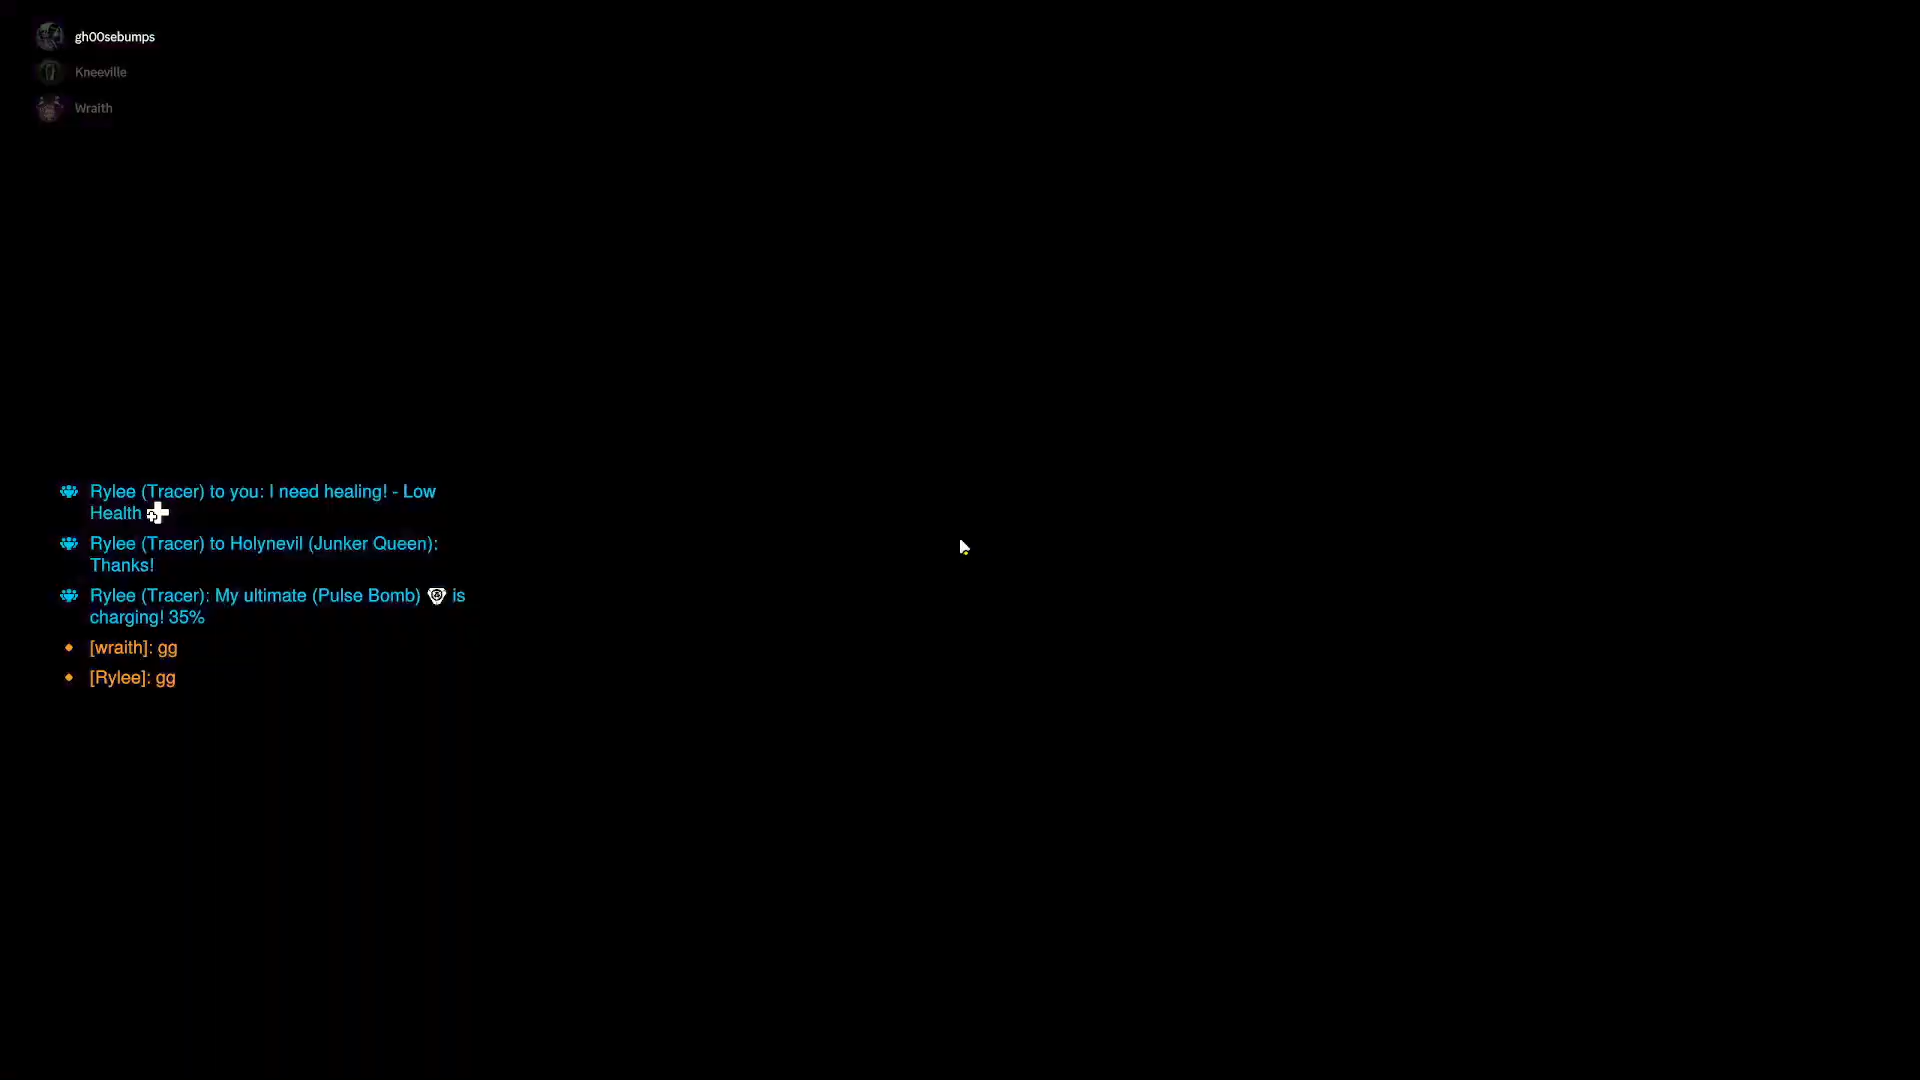 gh00sebumps
Kneeville
Wraith
Rylee (Tracer) to you: I need healing! - Low
Health
Rylee (Tracer) to Holynevil (Junker Queen):
Thanks!
Rylee (Tracer): My ultimate (Pulse Bomb) is
charging! 35%
[wraith]: gg
[Rylee]: gg